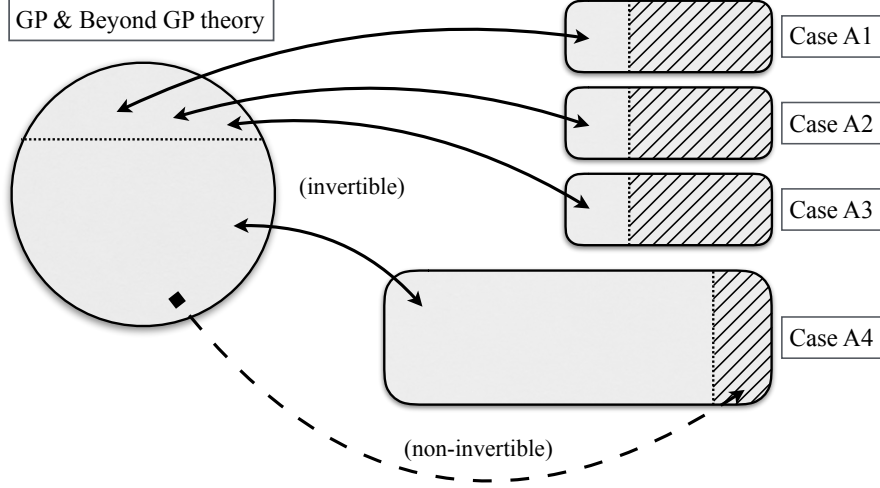 GP & Beyond GP theory
Case A1
Case A2
Case A3
(invertible)
Case A4
(non-invertible)